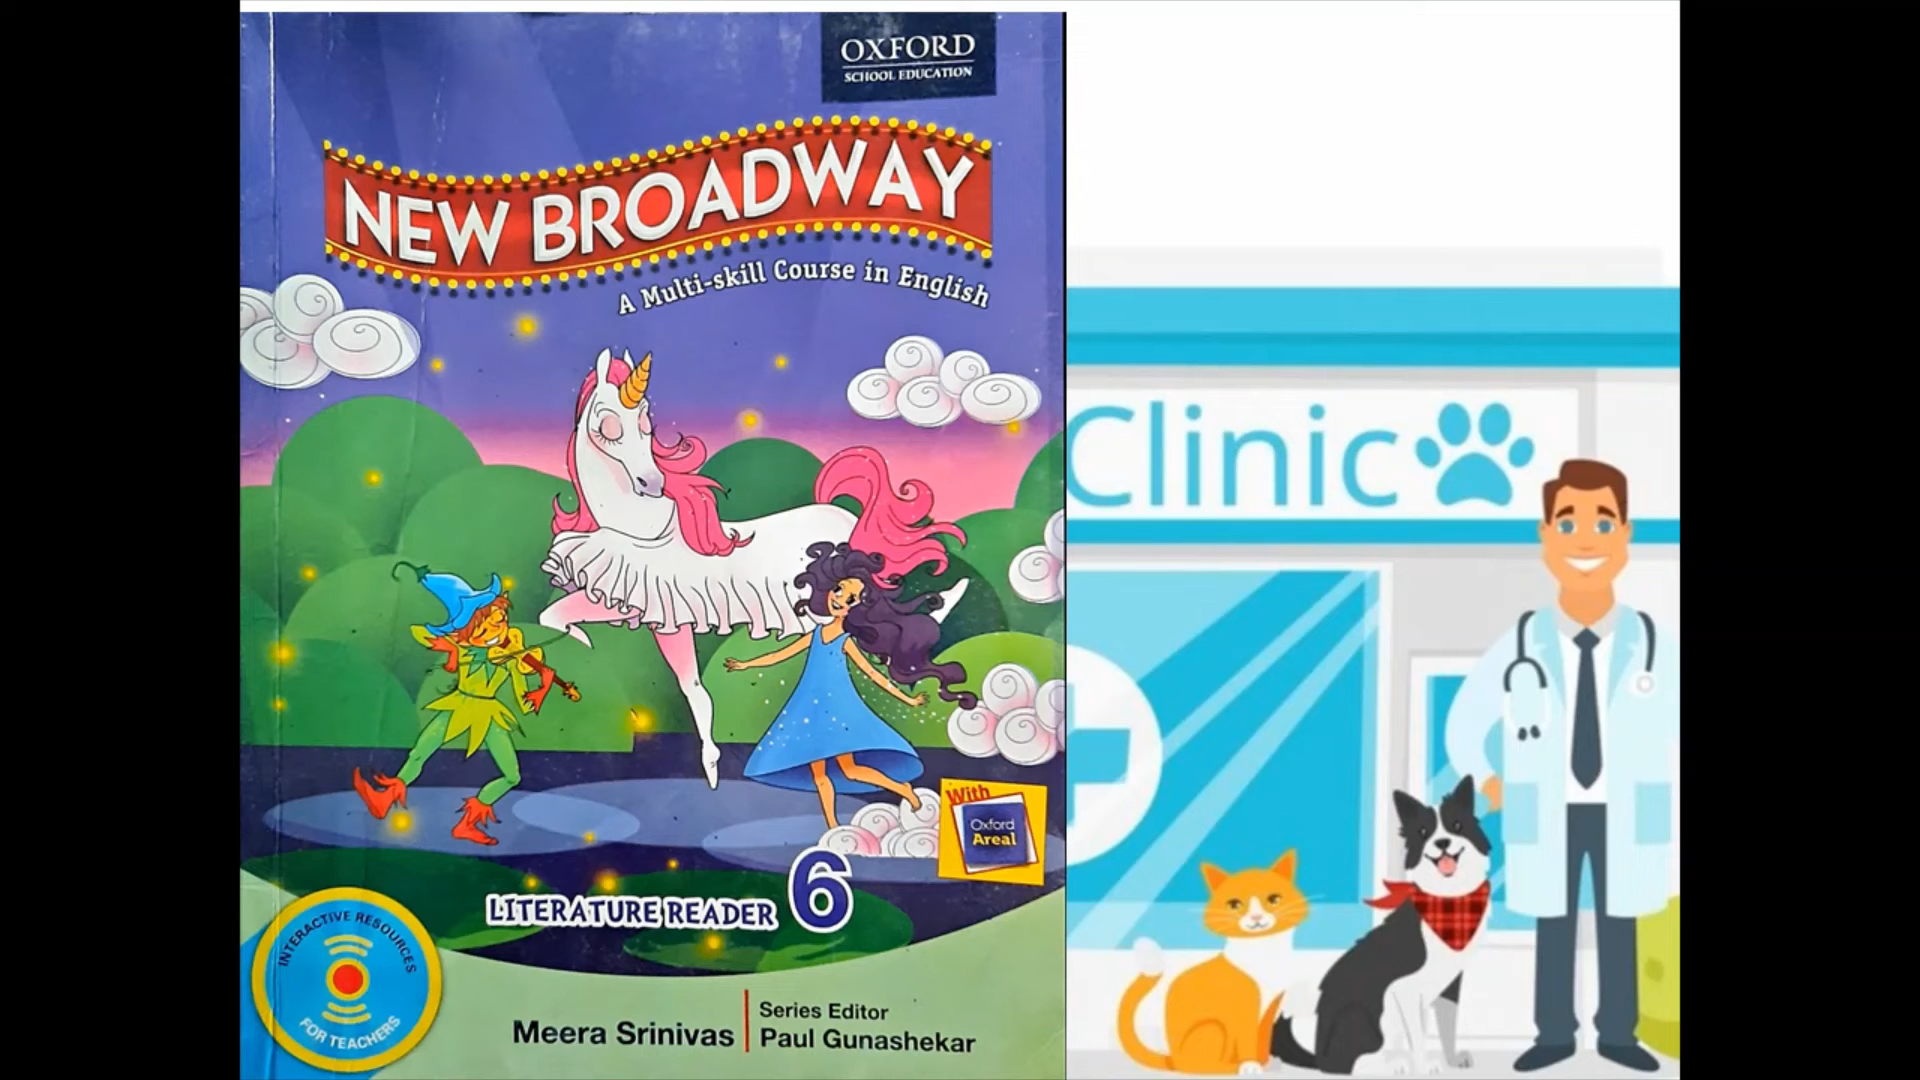 OXFORD
SCHOOL EDUCATION
NEW BROADWAY
A Multi-skill Course in English
With
Oxford
Areal
LITERATURE READER 6
INTERACTIVE RESOURCES
FOR TEACHERS
Meera Srinivas
Series Editor
Paul Gunashekar
Clinic